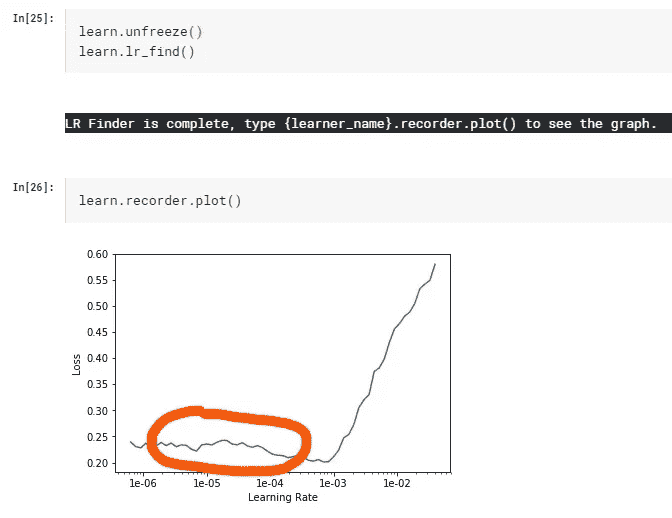 In[25]:
learn.unfreeze()
learn.lr_find()
LR Finder is complete, type {learner_name}.recorder.plot() to see the graph.
In[26]:
learn.recorder.plot()
0.60
0.55
0.50
0.45
0.40
0.35
0.30
0.25
0.20
Loss
1e-06 1e-05 1e-04 1e-03 1e-02
Learning Rate